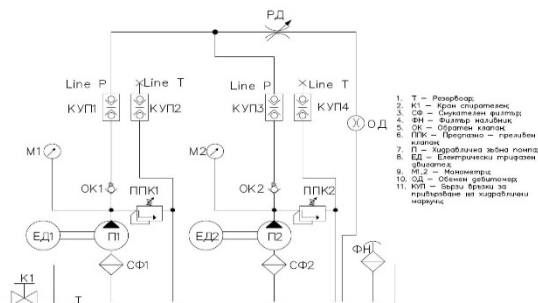 РД
Line P
Line T
Line P
Line T
КУП1
КУП2
КУП3
КУП4
ОД
М1
М2
ОК1
ППК1
ОК2
ППК2
ЕД1
П1
ЕД2
П2
СФ1
СФ2
ФН
К1
Т
1. Т – Резервоар;
2. К1 – Кран спирателен;
3. СФ – Смукателен филтър;
4. ФН – Филтър наливник;
5. ОК – Обратен клапан;
6. ППК – Предпазно – преливен
клапан;
7. П – Хидравлична зъбна помпа;
8. ЕД – Електрически трифазен
двигател;
9. М1,2 – Манометри;
10. ОД – Обемен дебитомер;
11. КУП – Бързи връзки за
прикачване на хидравлични
маркучи;